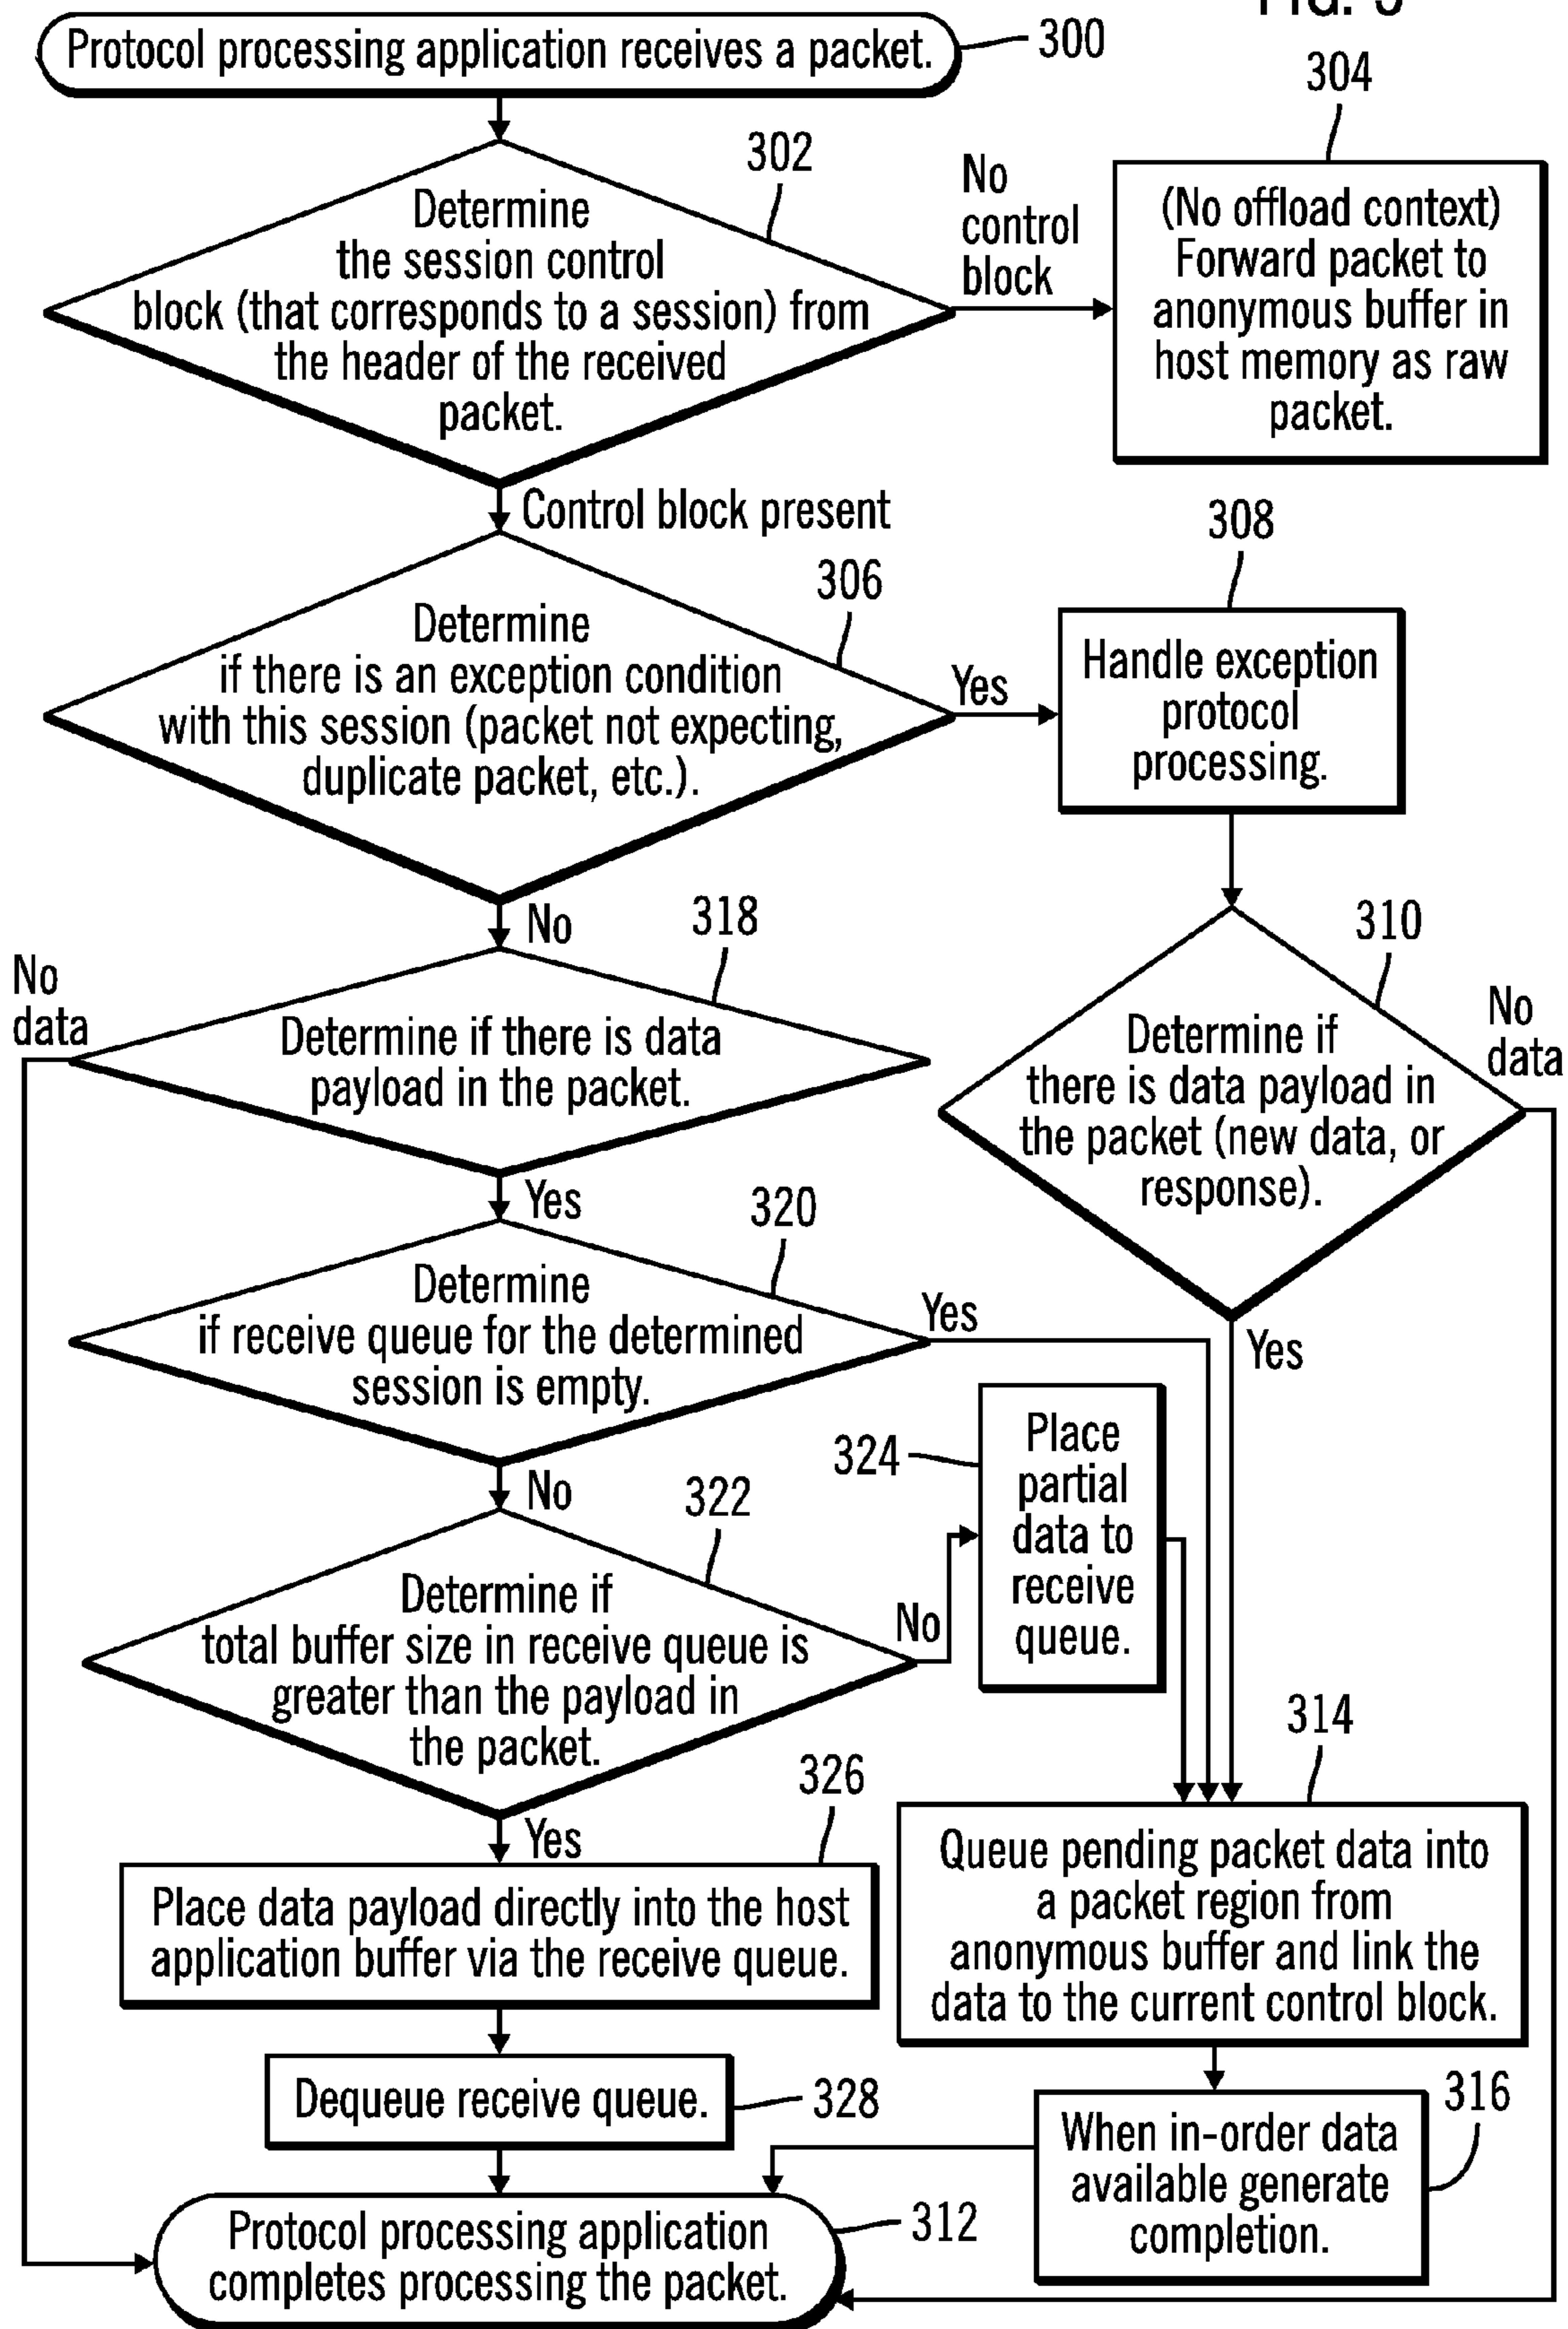 Protocol processing application receives a packet.
300
304
302
Determine
the session control
block (that corresponds to a session) from
the header of the received
packet.
No
control
block
(No offload context)
Forward packet to
anonymous buffer in
host memory as raw
packet.
Control block present
308
306
Determine
if there is an exception condition
with this session (packet not expecting,
duplicate packet, etc.).
Yes
Handle exception
protocol
processing.
No
318
310
No
data
Determine if there is data
payload in the packet.
Determine if
there is data payload in
the packet (new data, or
response).
No
data
Yes
320
Determine
if receive queue for the determined
session is empty.
Yes
Yes
No
322
324
Place
partial
data to
receive
queue.
Determine if
total buffer size in receive queue is
greater than the payload in
the packet.
No
314
326
Yes
Place data payload directly into the host
application buffer via the receive queue.
Queue pending packet data into
a packet region from
anonymous buffer and link the
data to the current control block.
Dequeue receive queue.
328
316
When in-order data
available generate
completion.
Protocol processing application
completes processing the packet.
312